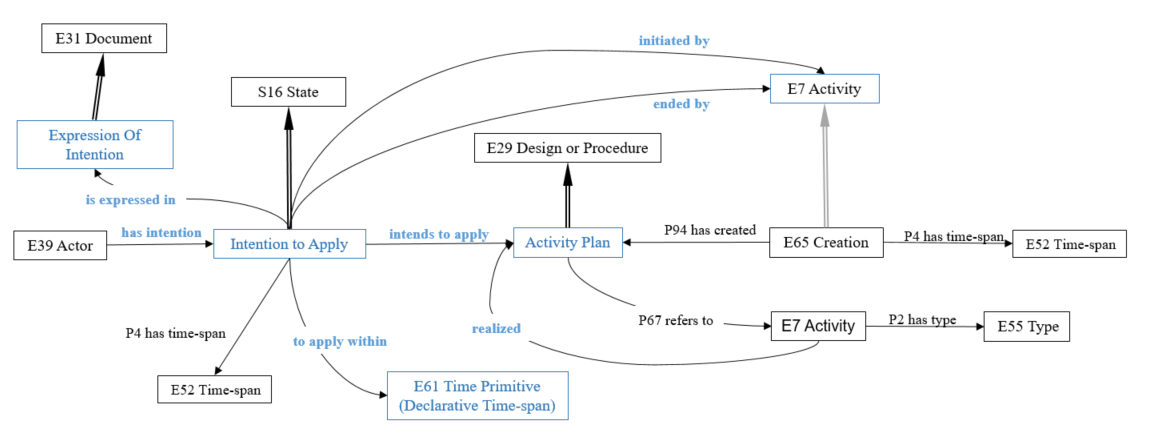 E31 Document
initiated by
S16 State
E7 Activity
ended by
Expression Of
Intention
E29 Design or Procedure
is expressed in
has intention
E39 Actor
Intention to Apply
intends to apply
Activity Plan
P94 has created
E65 Creation
P4 has time-span
E52 Time-span
P4 has time-span
to apply within
realized
P67 refers to
E7 Activity
P2 has type
E55 Type
E52 Time-span
E61 Time Primitive
(Declarative Time-span)